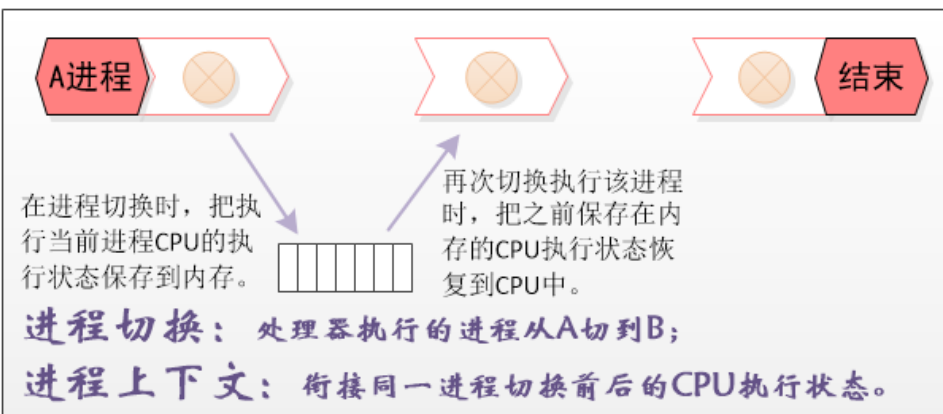 A进程
结束
在进程切换时，把执
行当前进程CPU的执
行状态保存到内存。
再次切换执行该进程
时，把之前保存在内
存的CPU执行状态恢
复到CPU中。
进程切换：处理器执行的进程从A切到B；
进程上下文：衔接同一进程切换前后的CPU执行状态。